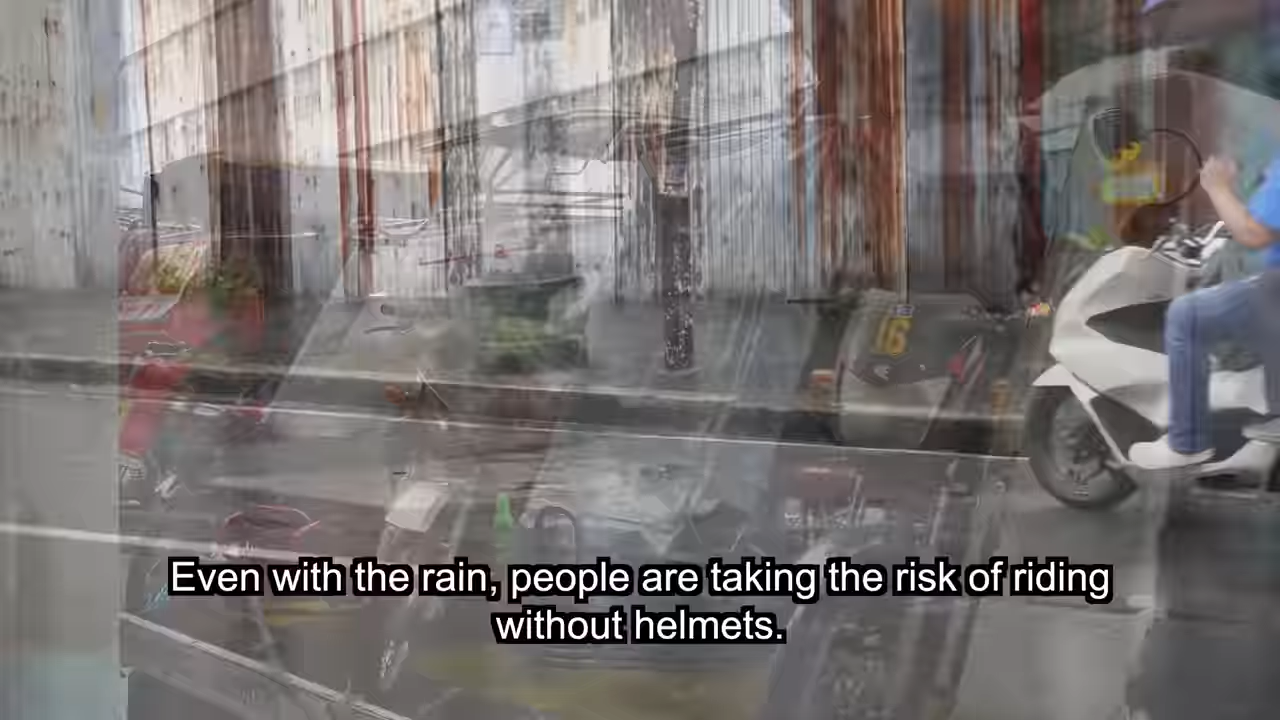 16
Even with the rain, people are taking the risk of riding
without helmets.